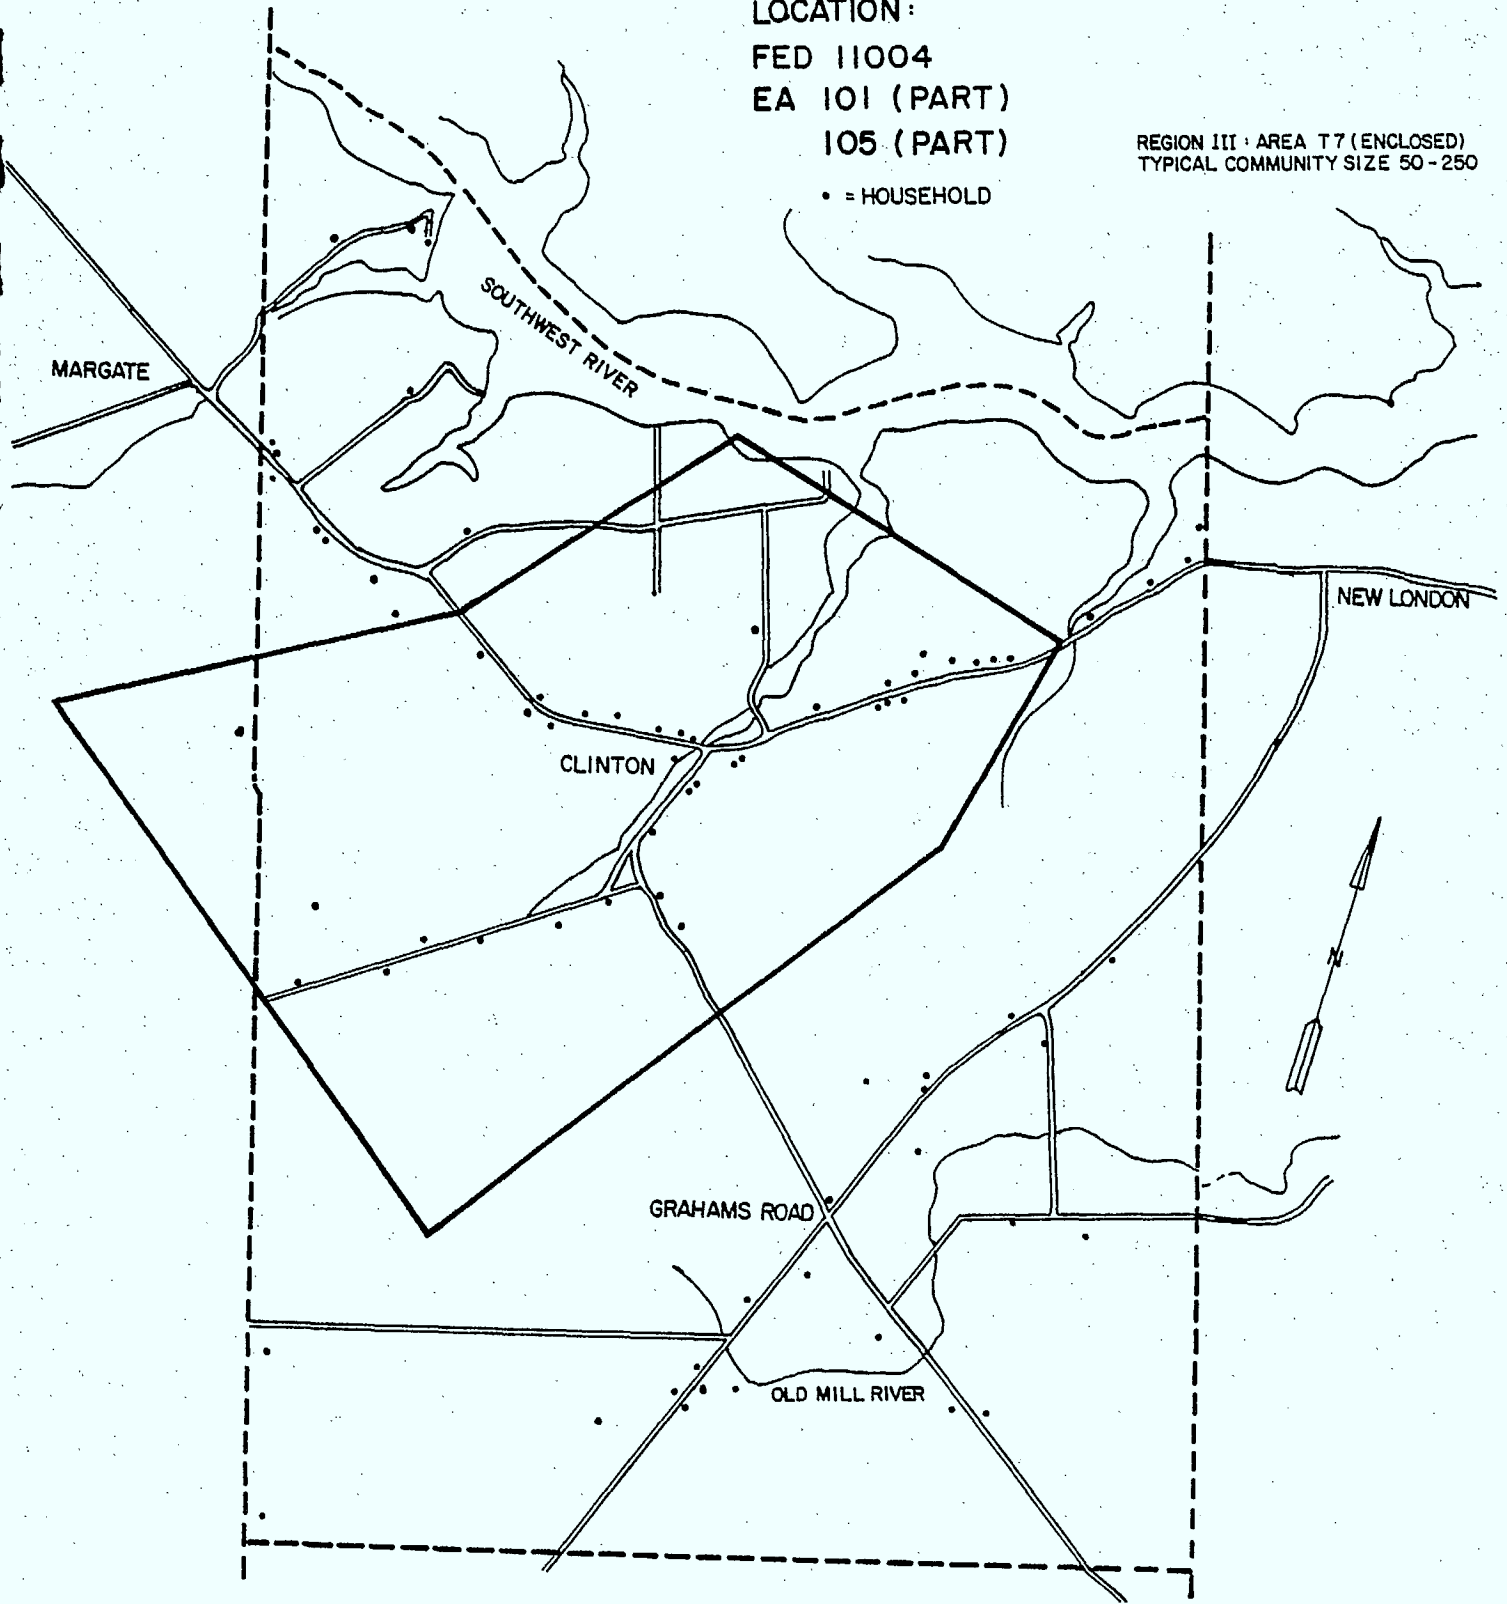 LOCATION:
FED 11004
EA 101 (PART)
105 (PART)
• = HOUSEHOLD
REGION III : AREA T7 (ENCLOSED)
TYPICAL COMMUNITY SIZE 50-250
SOUTHWEST RIVER
MARGATE
NEW LONDON
CLINTON
N
GRAHAMS ROAD
OLD MILL RIVER